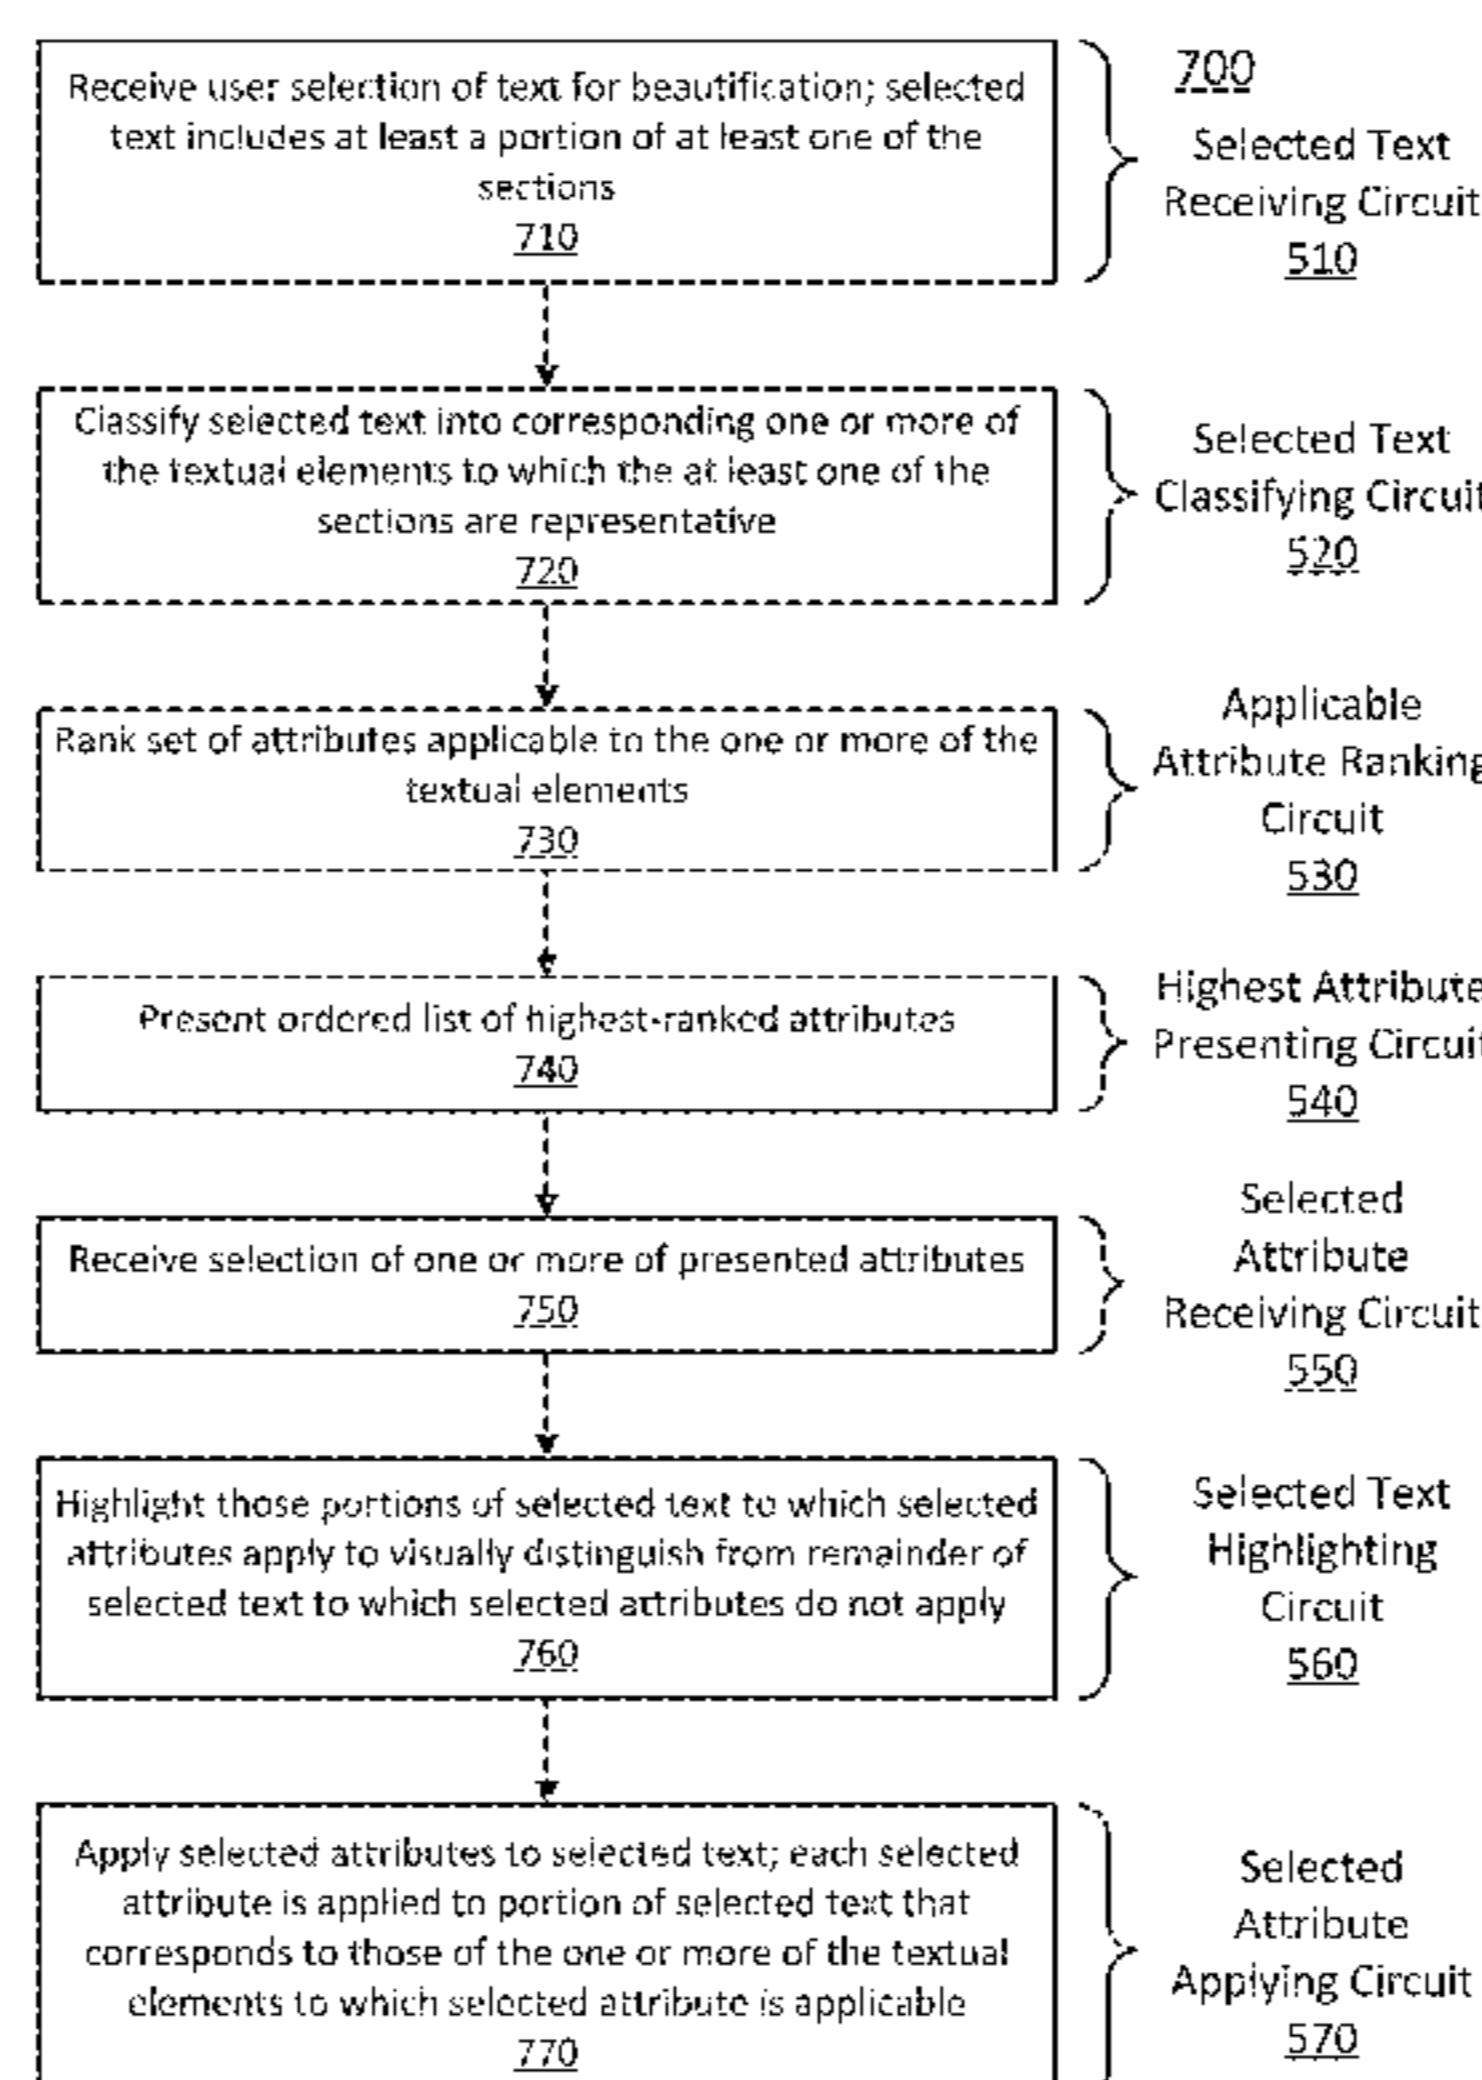 Receive user selection of text for beautification; selected
text includes at least a portion of at least one of the
sections
710
700
Selected Text
Receiving Circuit
510
Classify selected text into corresponding one or more of
the textual elements to which the at least one of the
sections are representative
720
Selected Text
Classifying Circuit
520
Rank set of attributes applicable to the one or more of the
textual elements
730
Applicable
Attribute Ranking
Circuit
530
Present ordered list of highest-ranked attributes
740
Highest Attribute
Presenting Circuit
540
Receive selection of one or more of presented attributes
750
Selected
Attribute
Receiving Circuit
550
Highlight those portions of selected text to which selected
attributes apply to visually distinguish from remainder of
selected text to which selected attributes do not apply
760
Selected Text
Highlighting
Circuit
560
Apply selected attributes to selected text; each selected
attribute is applied to portion of selected text that
corresponds to those of the one or more of the textual
elements to which selected attribute is applicable
770
Selected
Attribute
Applying Circuit
570